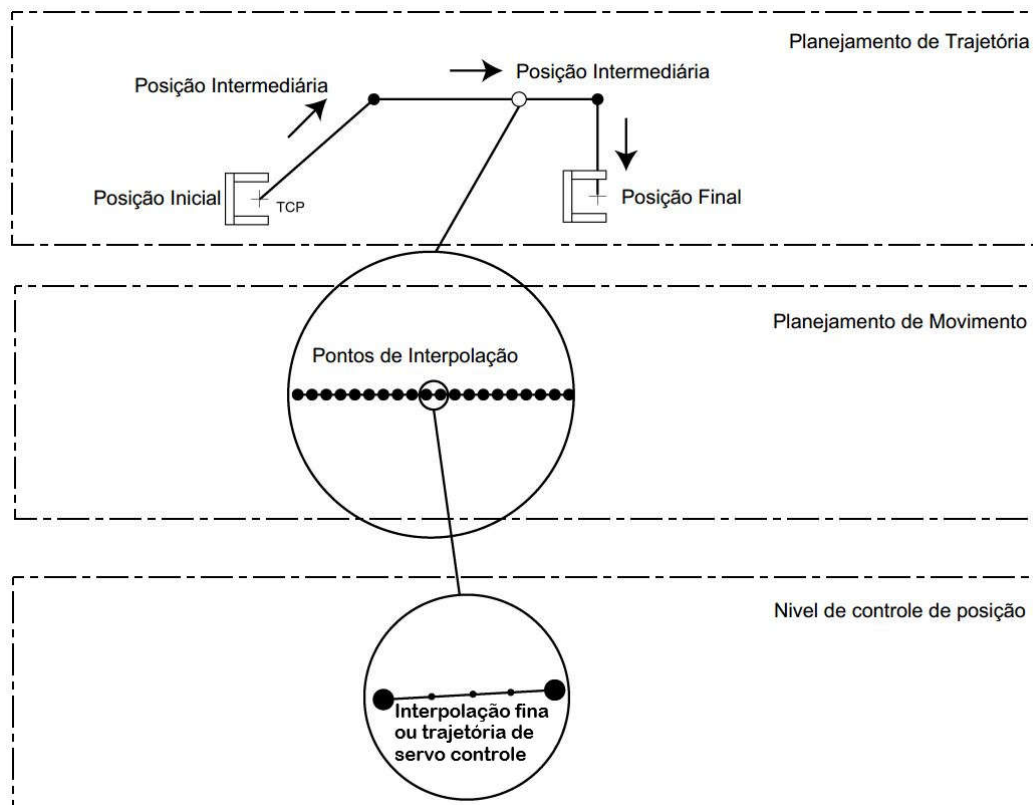 Planejamento de Trajetória
Posição Intermediária
Posição Intermediária
Posição Inicial
TCP
Posição Final
Planejamento de Movimento
Pontos de Interpolação
Nivel de controle de posição
Interpolação fina
ou trajetória de
servo controle